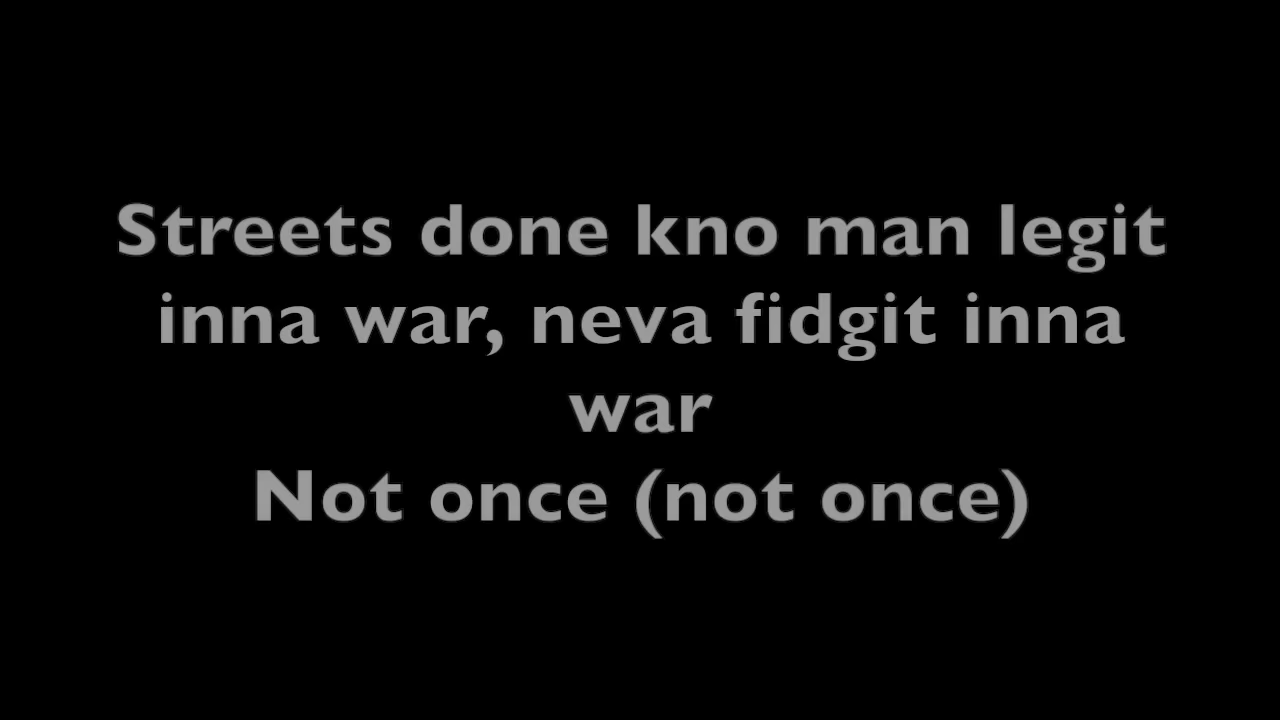 Streets done kno man legit
inna war, neva fidgit inna
war
Not once (not once)